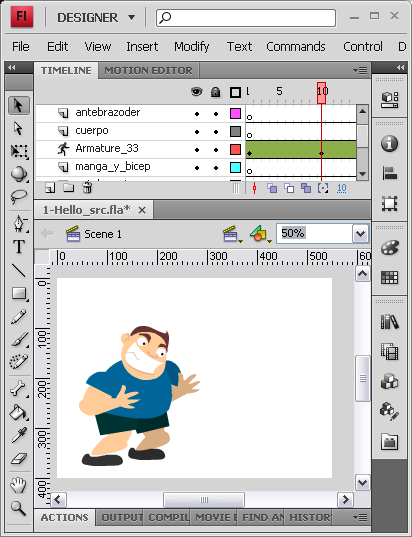 Fl DESIGNER
File Edit View Insert Modify Text Commands Control D
TIMELINE MOTION EDITOR
1 5 10
antebrazoder
cuerpo
Armature_33
manga_y_bicep
10
1-Hello_src.fla*
Scene 1 50%
0 100 200 300 400 500 600
0
100
200
300
400
T
ACTIONS OUTPUT COMPIL MOVIE E FIND AN HISTOR